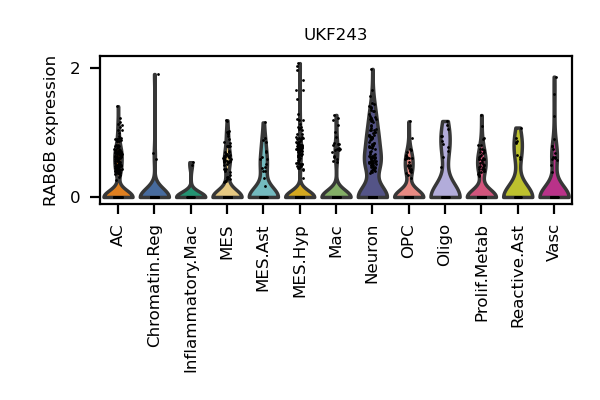 UKF243
RAB6B expression
2
0
AC
Chromatin.Reg
Inflammatory.Mac
MES
MES.Ast
MES.Hyp
Mac
Neuron
OPC
Oligo
Prolif.Metab
Reactive.Ast
Vasc